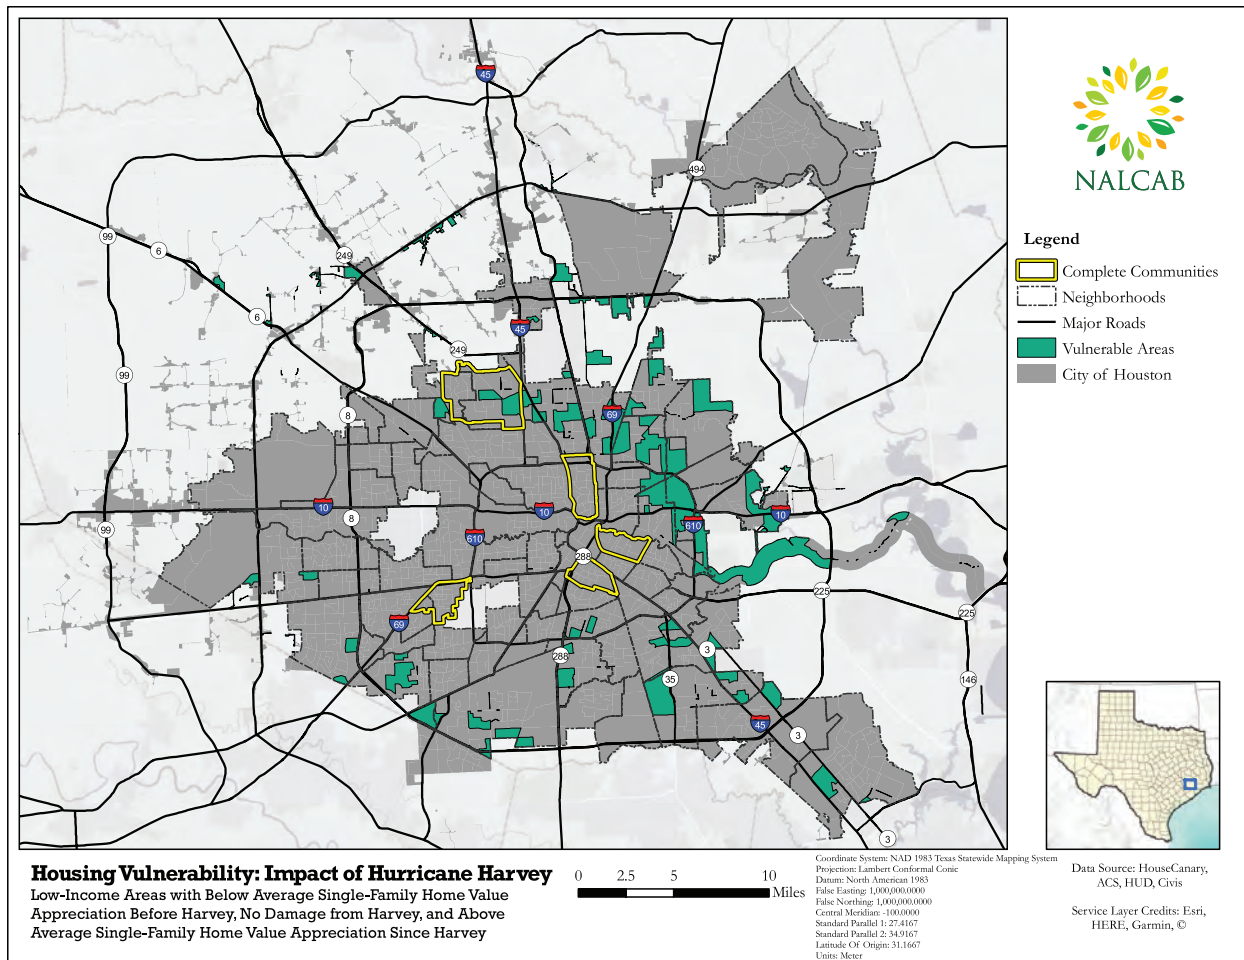 45
494
99
6
249
6
45
249
99
8
69
10
8
10
610
610
10
99
288
225
225
69
288
3
35
146
45
3
3
NALCAB
Legend
Complete Communities
Neighborhoods
Major Roads
Vulnerable Areas
City of Houston
Housing Vulnerability: Impact of Hurricane Harvey
Low-Income Areas with Below Average Single-Family Home Value
Appreciation Before Harvey, No Damage from Harvey, and Above
Average Single-Family Home Value Appreciation Since Harvey
0 2.5 5 10
Miles
Coordinate System: NAD 1983 Texas Statewide Mapping System
Projection: Lambert Conformal Conic
Datum: North American 1983
False Easting: 1,000,000.0000
False Northing: 1,000,000.0000
Central Meridian: -100.0000
Standard Parallel 1: 27.4167
Standard Parallel 2: 34.9167
Latitude Of Origin: 31.1667
Units: Meter
Data Source: HouseCanary,
ACS, HUD, Civis
Service Layer Credits: Esri,
HERE, Garmin, ©